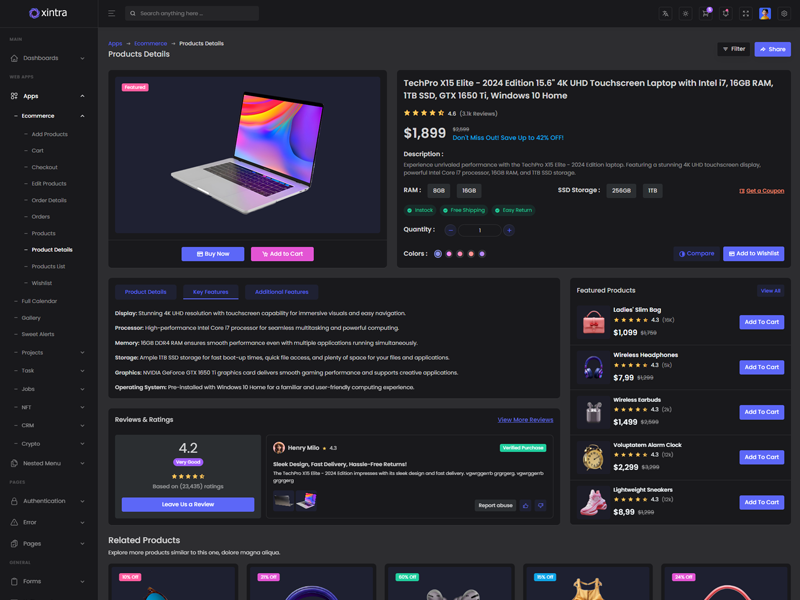 xintra
Search anything here ...
5
MAIN
Dashboards
WEB APPS
Apps
Ecommerce
Add Products
Cart
Checkout
Edit Products
Order Details
Orders
Products
Product Details
Products List
Wishlist
Full Calendar
Gallery
Sweet Alerts
Projects
Task
Jobs
NFT
CRM
Crypto
Nested Menu
PAGES
Authentication
Error
Pages
GENERAL
Forms
Apps → Ecommerce → Products Details
Products Details
Filter
Share
Featured
Buy Now
Add to Cart
TechPro X15 Elite - 2024 Edition 15.6" 4K UHD Touchscreen Laptop with Intel i7, 16GB RAM,
1TB SSD, GTX 1650 Ti, Windows 10 Home
4.6 (3.1k Reviews)
$1,899 $2,599
Don't Miss Out! Save Up to 42% OFF!
Description :
Experience unrivaled performance with the TechPro X15 Elite - 2024 Edition laptop. Featuring a stunning 4K UHD touchscreen display,
powerful Intel Core i7 processor, 16GB RAM, and 1TB SSD storage.
RAM : 8GB 16GB SSD Storage : 256GB 1TB Get a Coupon
Instock Free Shipping Easy Return
Quantity : − 1 +
Colors :
Compare
Add to Wishlist
Product Details Key Features Additional Features
Display: Stunning 4K UHD resolution with touchscreen capability for immersive visuals and easy navigation.
Processor: High-performance Intel Core i7 processor for seamless multitasking and powerful computing.
Memory: 16GB DDR4 RAM ensures smooth performance even with multiple applications running simultaneously.
Storage: Ample 1TB SSD storage for fast boot-up times, quick file access, and plenty of space for your files and applications.
Graphics: NVIDIA GeForce GTX 1650 Ti graphics card delivers smooth gaming performance and supports creative applications.
Operating System: Pre-installed with Windows 10 Home for a familiar and user-friendly computing experience.
Reviews & Ratings
View More Reviews
4.2
Very Good
Based on (23,435) ratings
Leave Us a Review
Henry Milo 4.3
Verified Purchase
Sleek Design, Fast Delivery, Hassle-Free Returns!
The TechPro X15 Elite - 2024 Edition impresses with its sleek design and fast delivery. vgwrggerrb grgrgerg. vgwrggerrb
grgrgerg
Report abuse
Featured Products
View All
Ladies' Slim Bag
4.3 (16k)
$1,099 $1,759
Add To Cart
Wireless Headphones
4.3
$7,99 $1,299
Add To Cart
Wireless Earbuds
4.3 (2k)
$1,499 $2,599
Add To Cart
Voluptatem Alarm Clock
4.3 (12k)
$2,299 $3,299
Add To Cart
Lightweight Sneakers
4.3 (12k)
$8,99 $1,299
Add To Cart
Related Products
Explore more products similar to this one, dolore magna aliqua.
10% Off
31% Off
60% Off
15% Off
24% Off